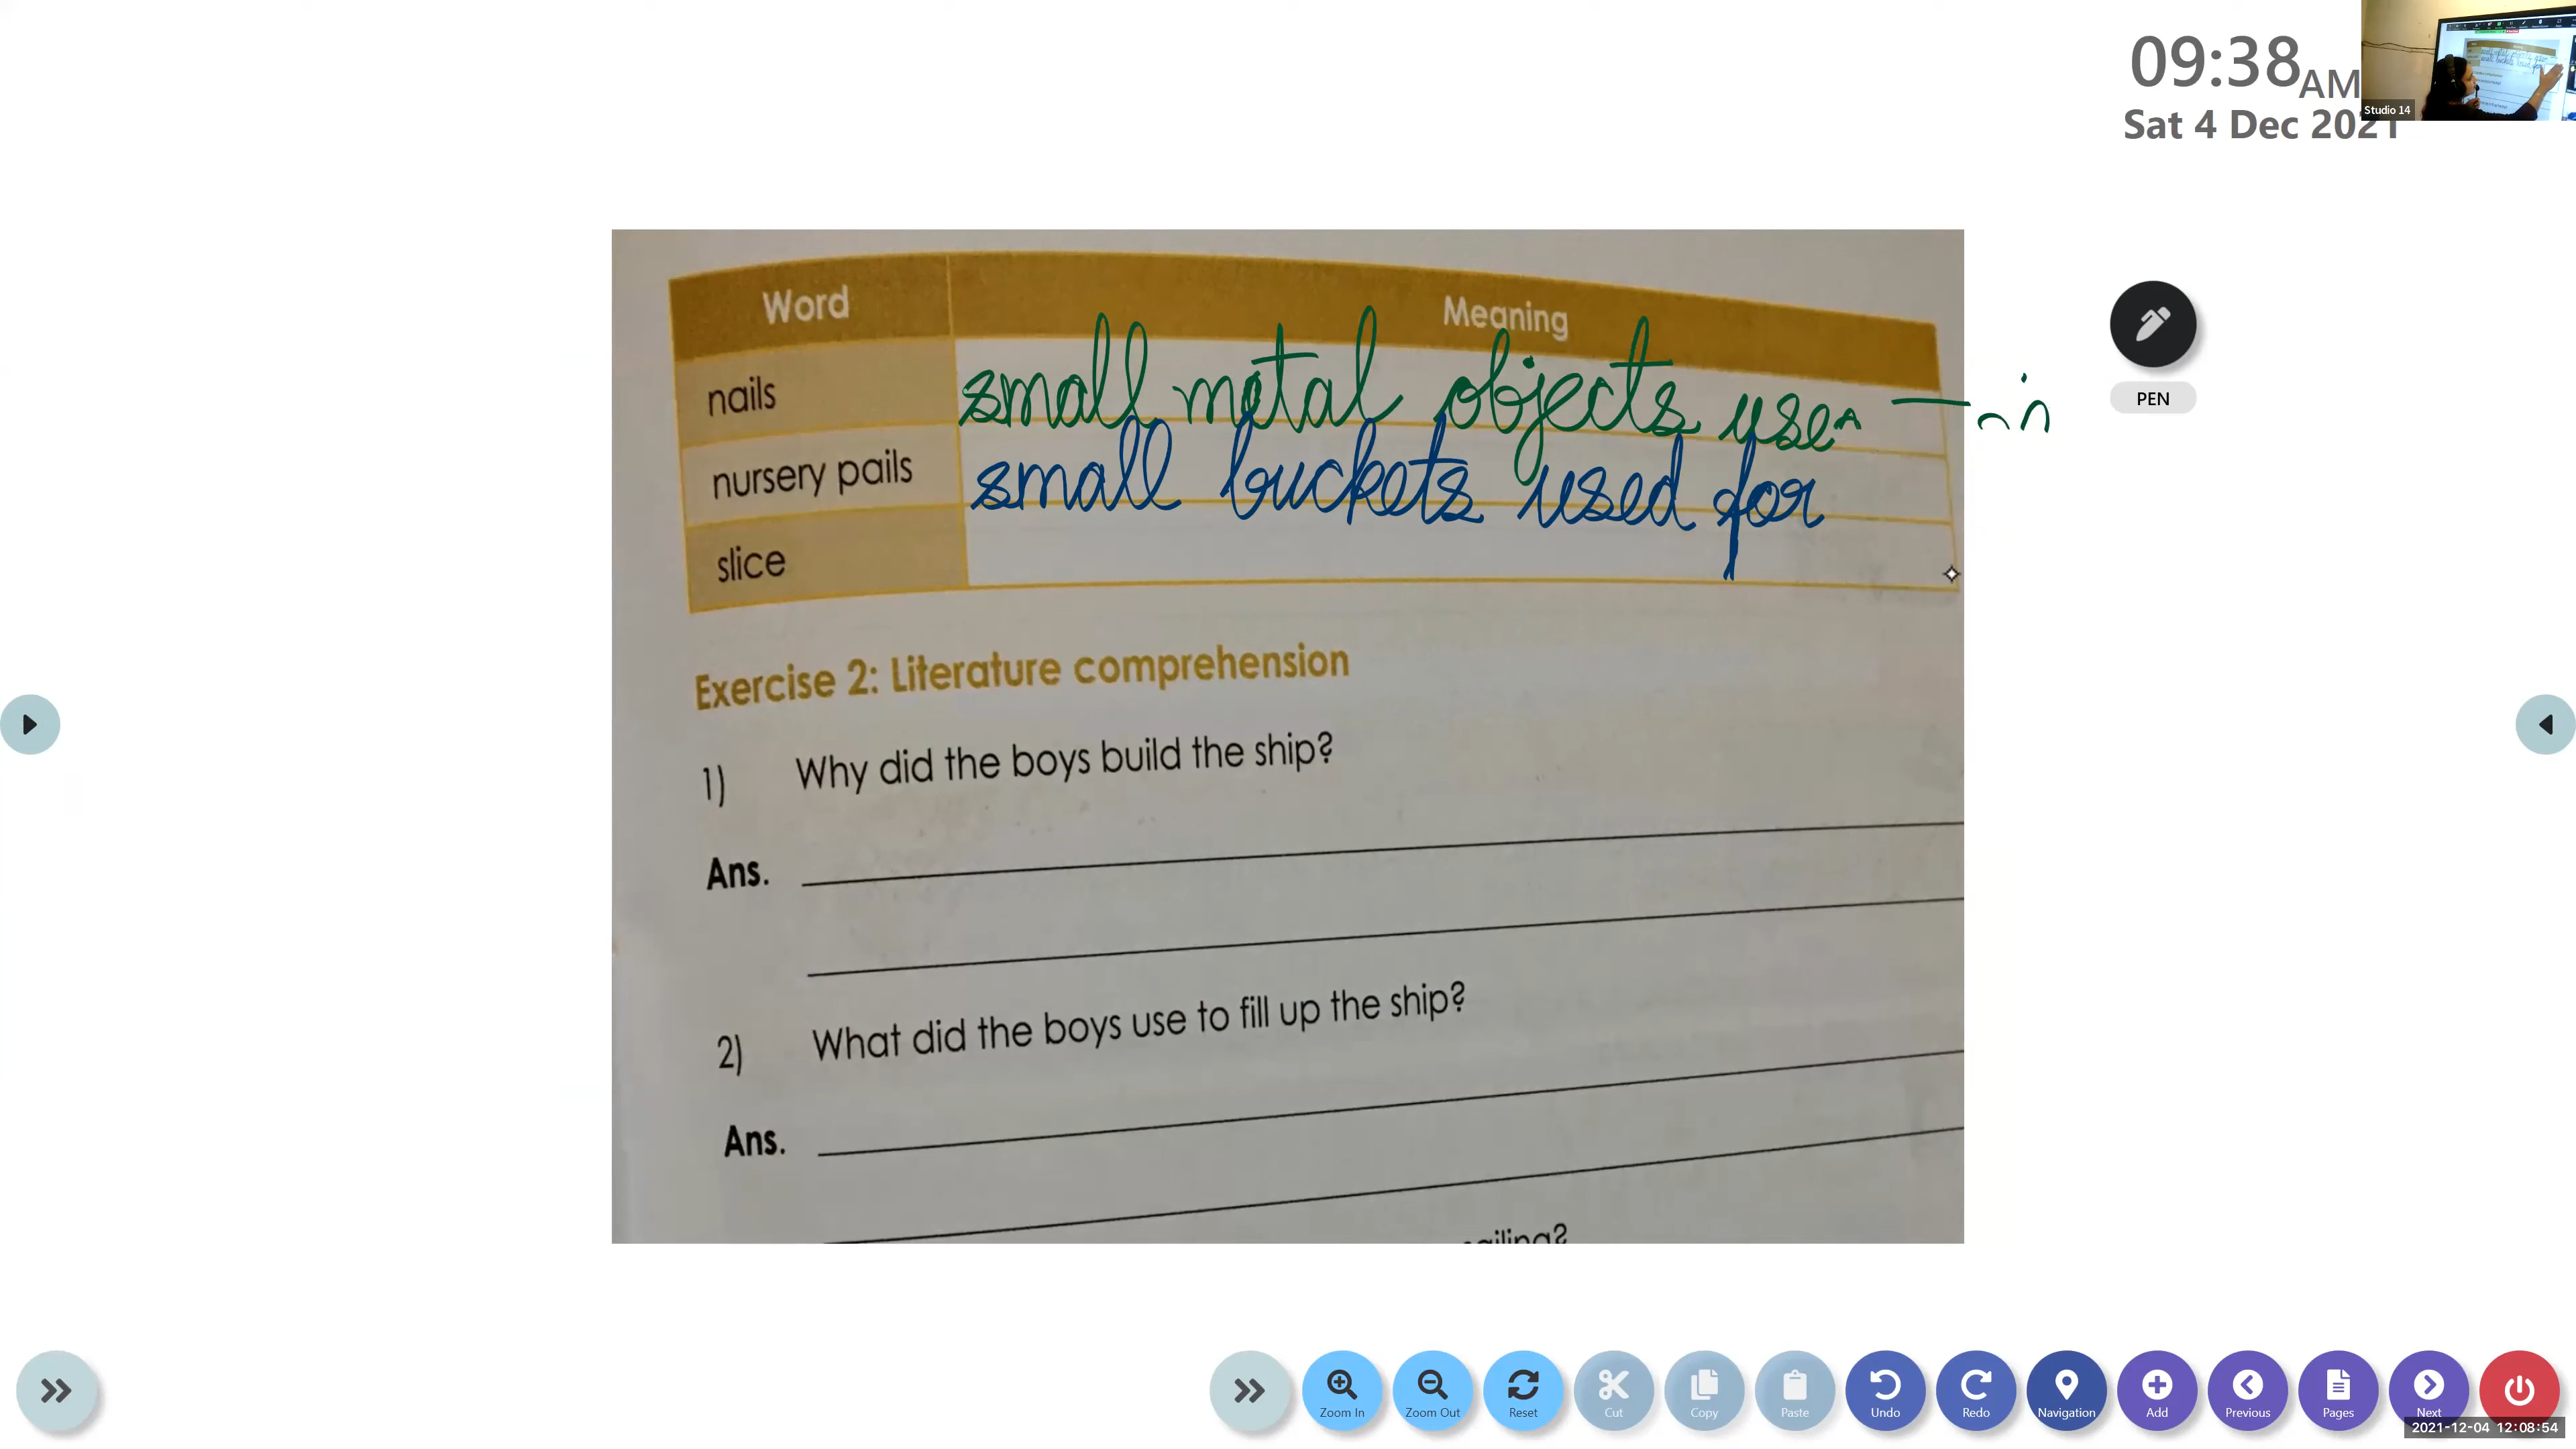 09:38 AM
Sat 4 Dec 2021
Studio 14
Word Meaning
nails small metal objects use
nursery pails small buckets used for
slice
PEN
Exercise 2: Literature comprehension
1) Why did the boys build the ship?
Ans.
2) What did the boys use to fill up the ship?
Ans.
Zoom In Zoom Out Reset Cut Copy Paste Undo Redo Navigation Add Previous Pages Next
2021-12-04 12:08:54